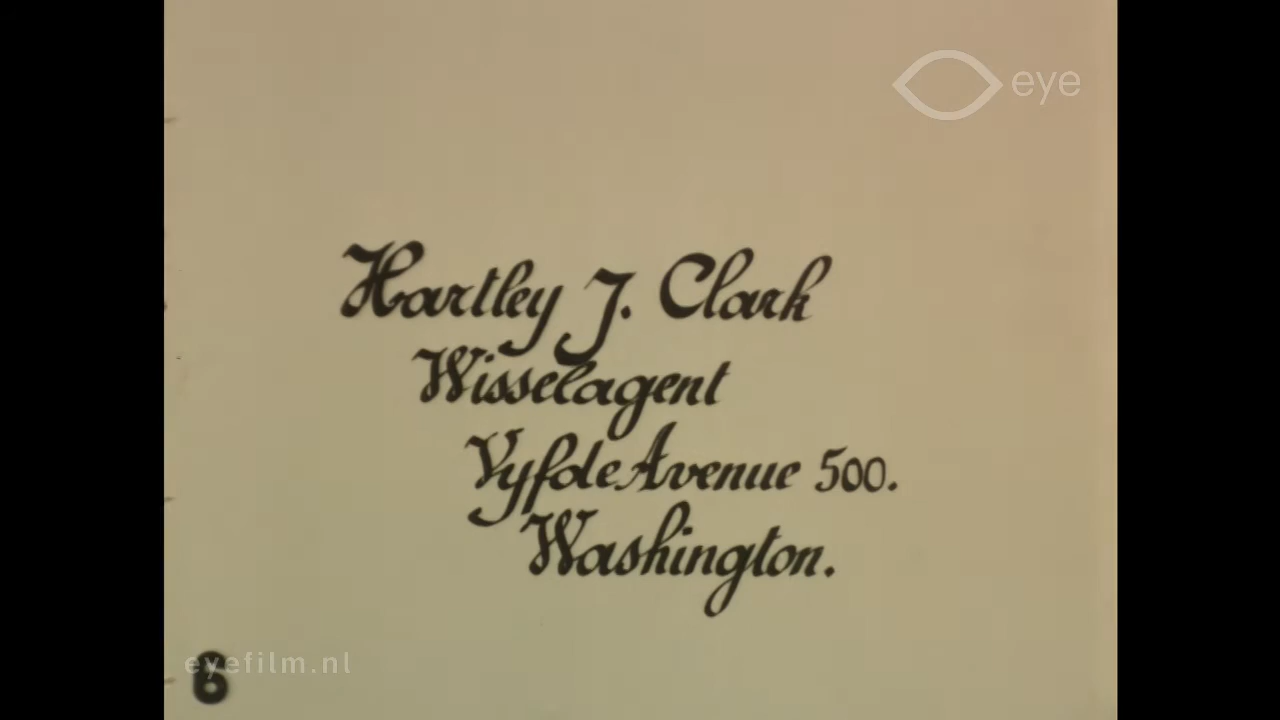 eye
Hartley J. Clark
Wisselagent
Vyfde Avenue 500.
Washington.
eyefilm.nl
6